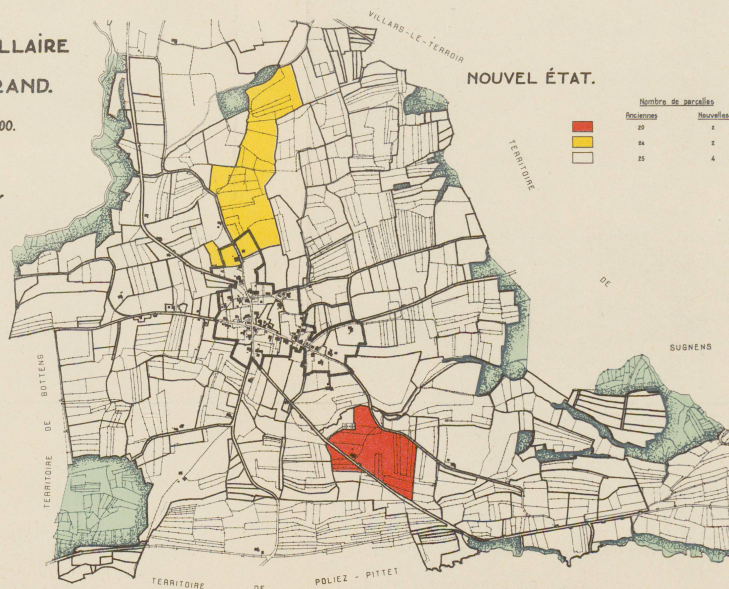 LLAIRE
RAND.
00.
NOUVEL ÉTAT.
Nombre de parcelles
Anciennes Nouvelles
20 2
26 2
25 4
VILLARS-LE-TERROIR
TERRITOIRE
DE
SUGNENS
TERRITOIRE DE BOTTENS
TERRITOIRE DE POLIEZ - PITTET